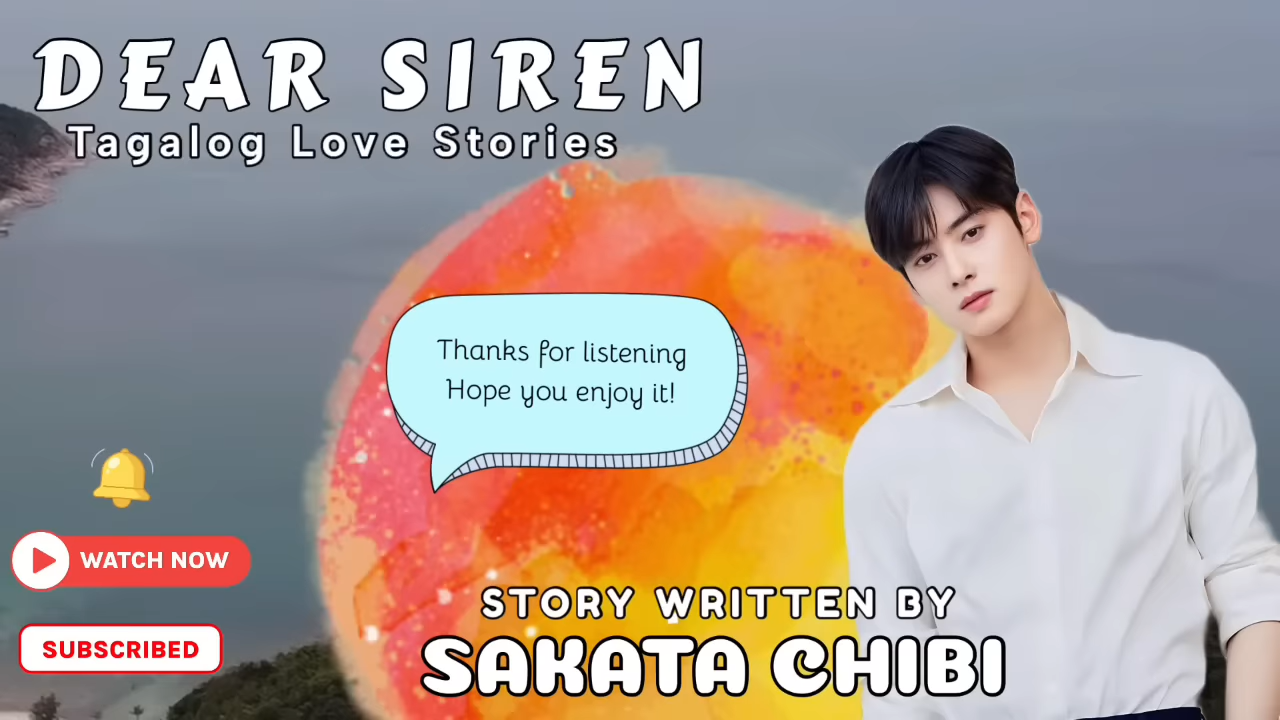 DEAR SIREN
Tagalog Love Stories
Thanks for listening
Hope you enjoy it!
WATCH NOW
SUBSCRIBED
STORY WRITTEN BY
SAKATA CHIBI